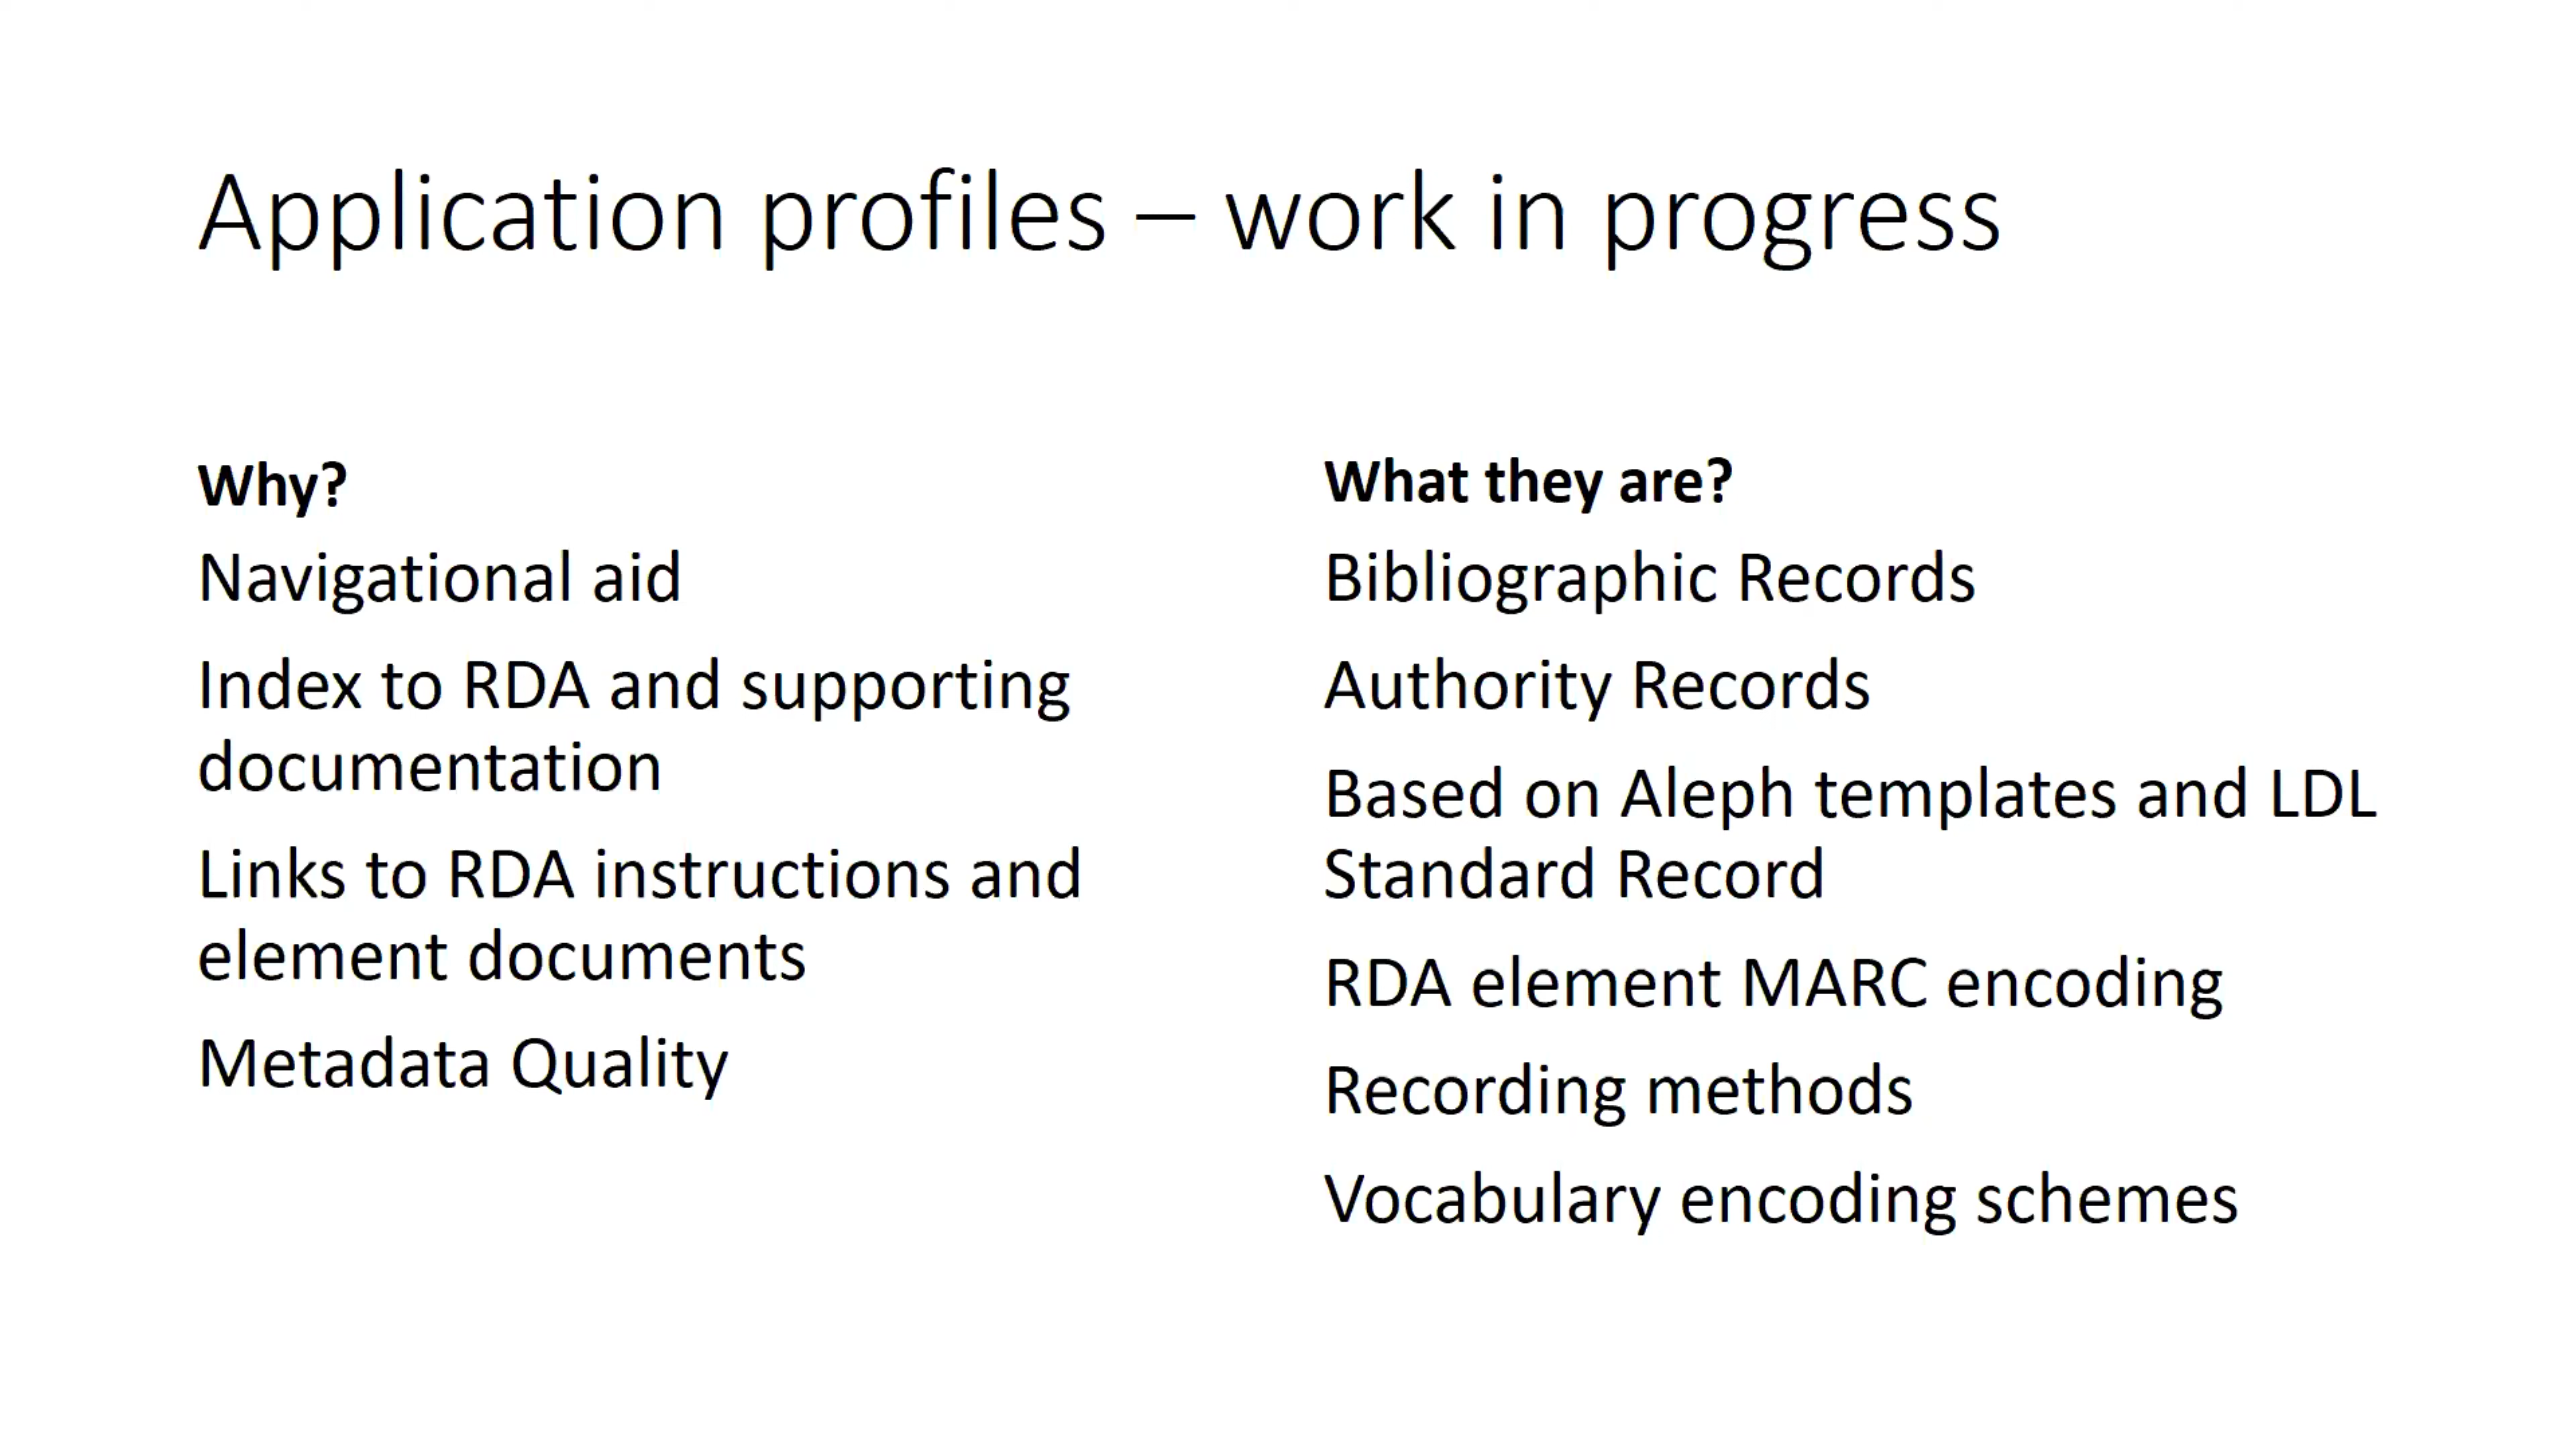 Application profiles – work in progress
Why?
Navigational aid
Index to RDA and supporting
documentation
Links to RDA instructions and
element documents
Metadata Quality
What they are?
Bibliographic Records
Authority Records
Based on Aleph templates and LDL
Standard Record
RDA element MARC encoding
Recording methods
Vocabulary encoding schemes